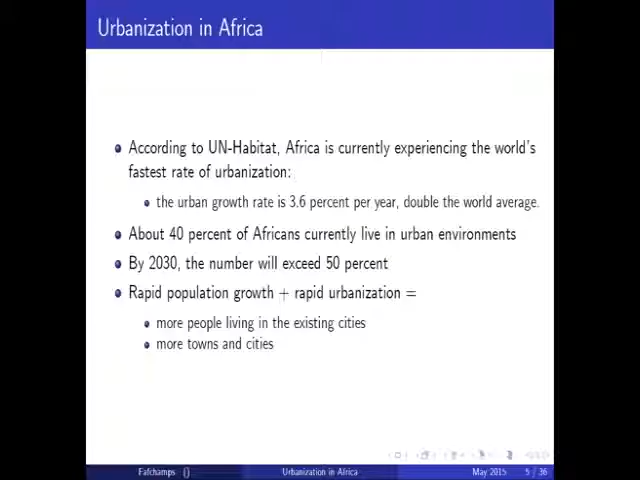 Urbanization in Africa
According to UN-Habitat, Africa is currently experiencing the world's
fastest rate of urbanization:
the urban growth rate is 3.6 percent per year, double the world average.
About 40 percent of Africans currently live in urban environments
By 2030, the number will exceed 50 percent
Rapid population growth + rapid urbanization =
more people living in the existing cities
more towns and cities
Fafchamps () Urbanization in Africa May 2015 5 / 36